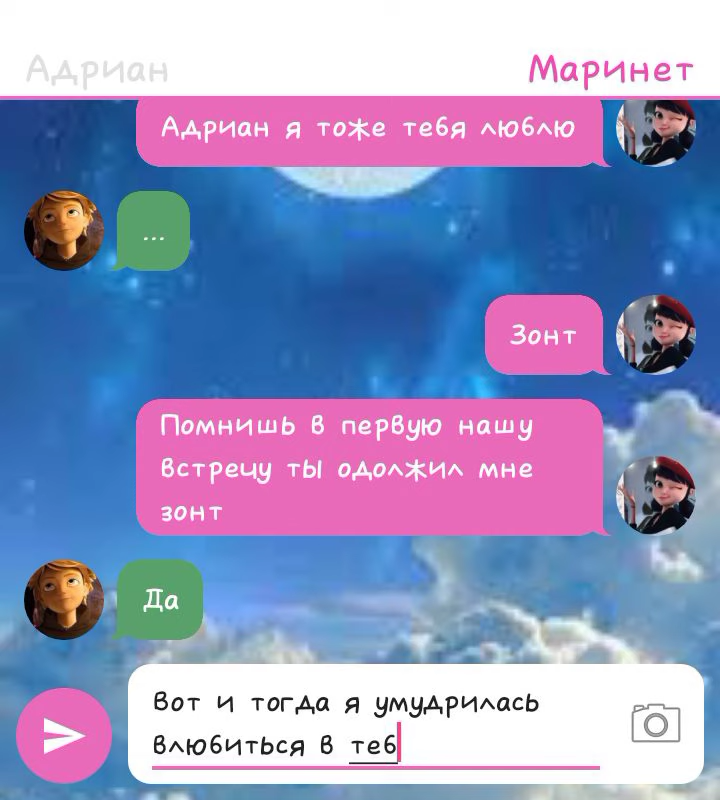 Адриан
Маринет
Адриан я тоже тебя люблю
...
Зонт
Помнишь в первую нашу
встречу ты одолжил мне
зонт
Да
Вот и тогда я умудрилась
влюбиться в теб